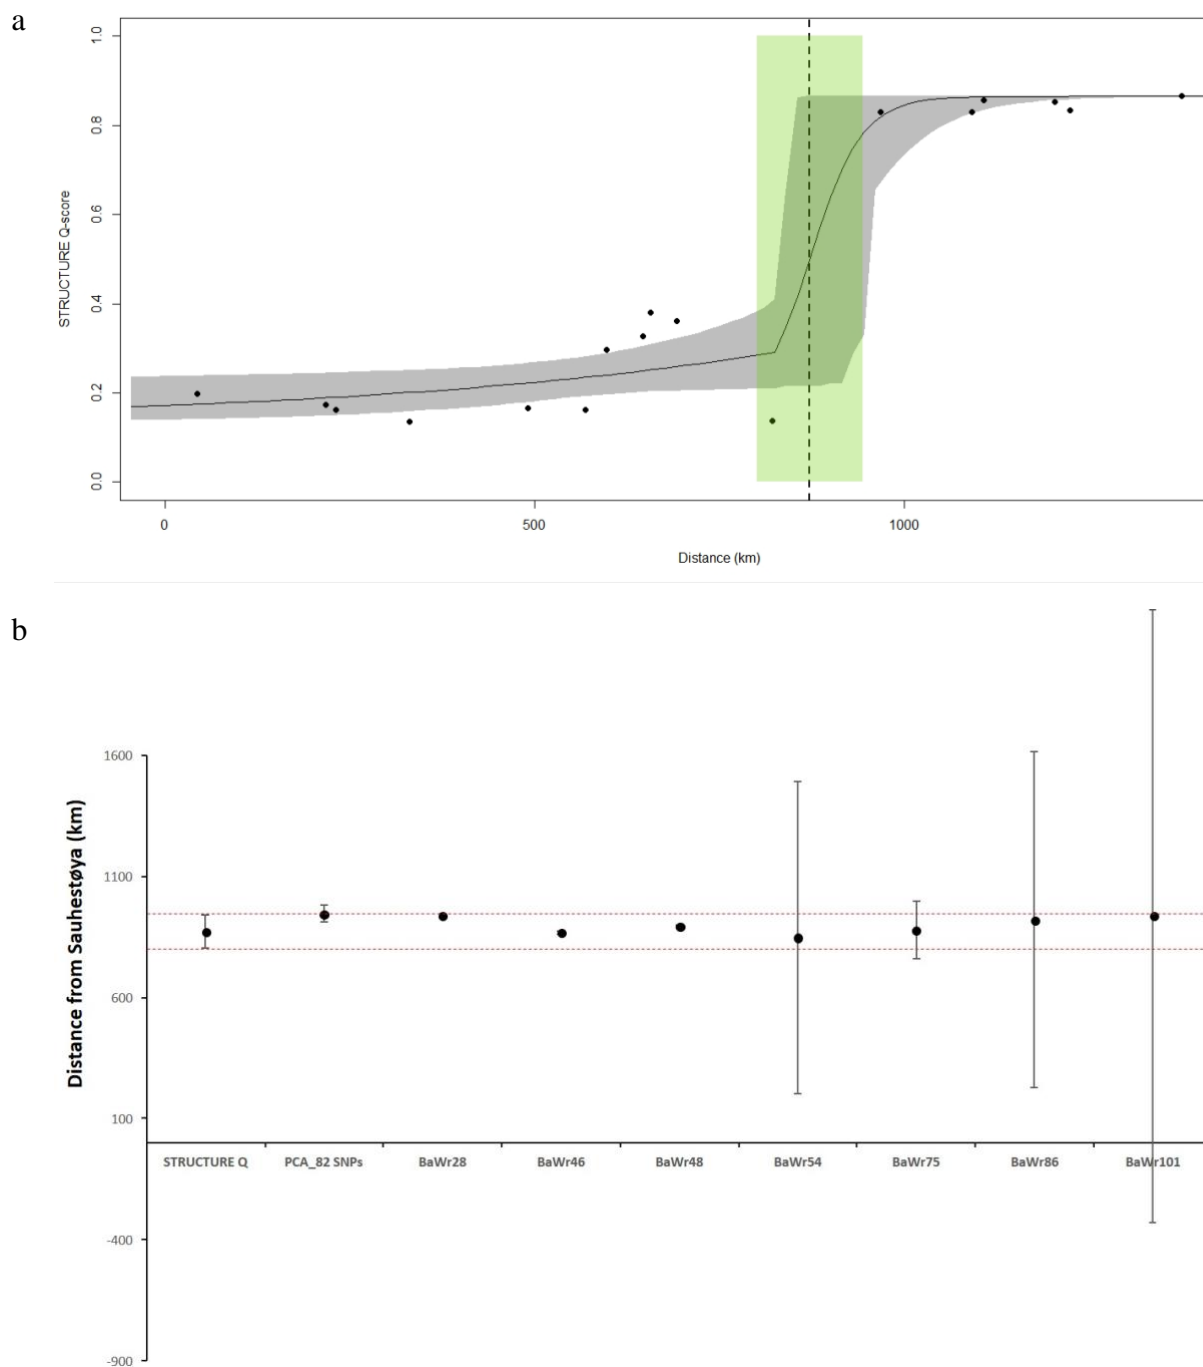 a
1.0
0.8
0.6
0.4
0.2
0.0
STRUCTURE Q-score
0 500 1000
Distance (km)
b
1600
1100
600
100
-400
-900
Distance from Sauhestøya (km)
STRUCTURE Q PCA_82 SNPs BaWr28 BaWr46 BaWr48 BaWr54 BaWr75 BaWr86 BaWr101